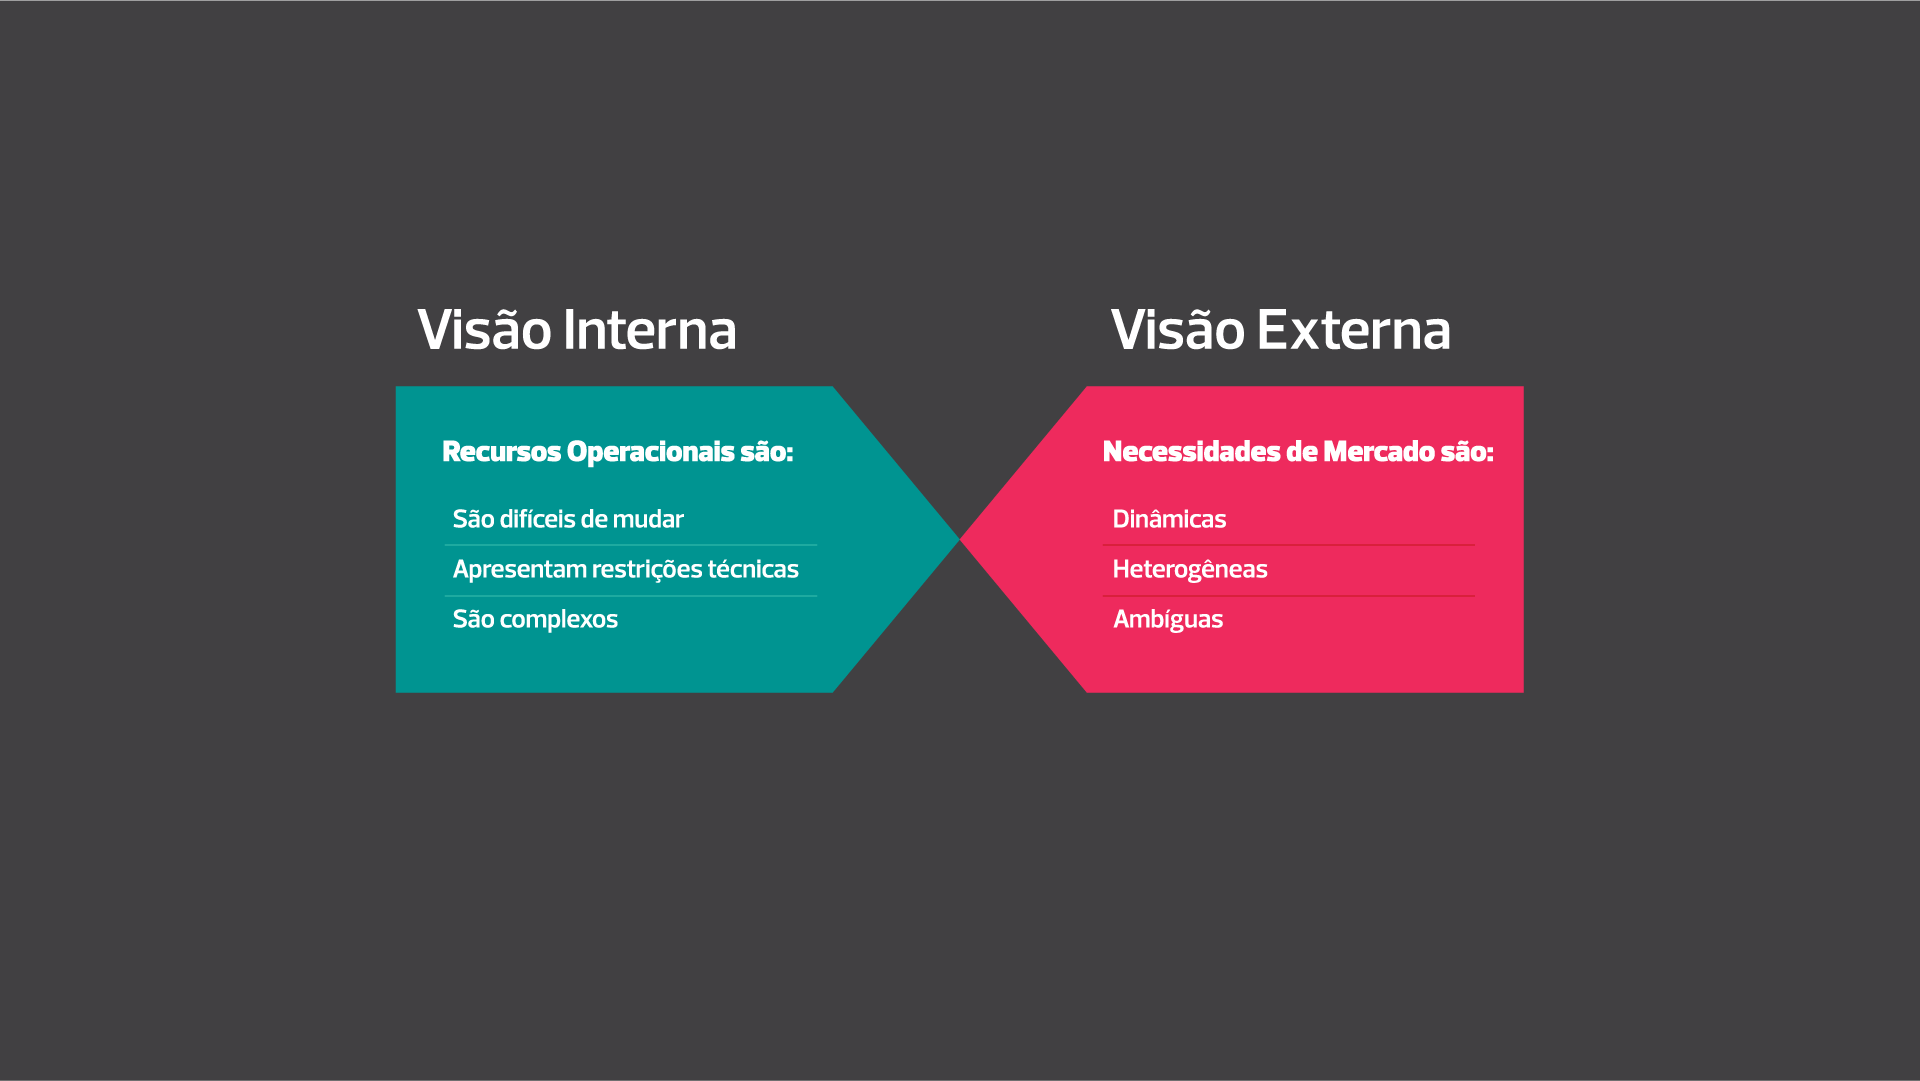 Visão Interna
Recursos Operacionais são:
São difíceis de mudar
Apresentam restrições técnicas
São complexos
Visão Externa
Necessidades de Mercado são:
Dinâmicas
Heterogêneas
Ambíguas